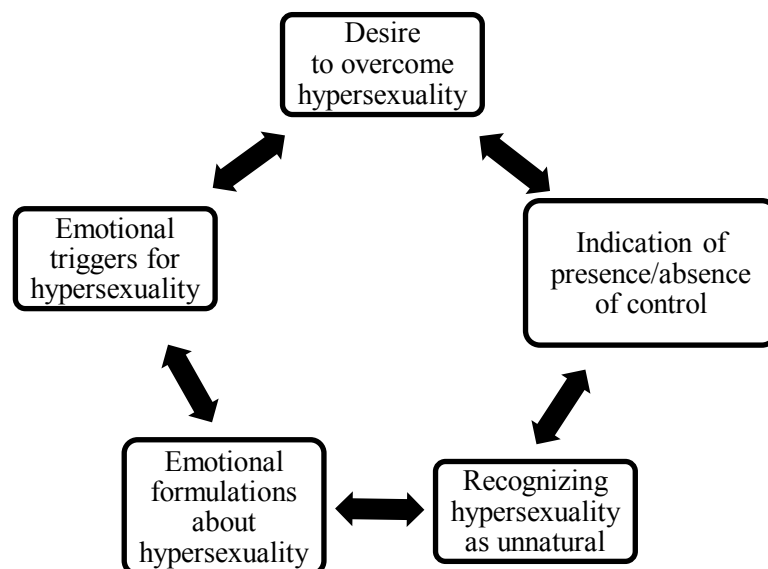 Desire
to overcome
hypersexuality
Emotional
triggers for
hypersexuality
Indication of
presence/absence
of control
Emotional
formulations
about
hypersexuality
Recognizing
hypersexuality
as unnatural